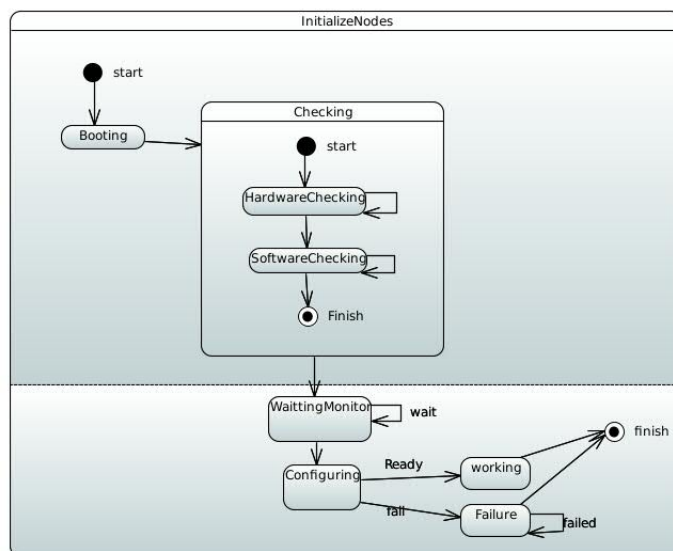 InitializeNodes
start
Checking
Booting
start
HardwareChecking
SoftwareChecking
Finish
WaittingMonitor
wait
finish
Configuring
Ready
working
fail
Failure
failed